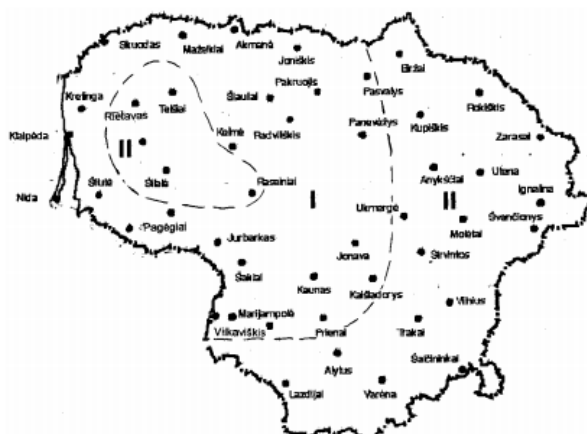 Skuodas
Mažeikiai
Akmenė
Joniškis
Biržai
Pakruojis
Pasvalys
Kretinga
Rietavas
Telšiai
Šiauliai
Rokiškis
Radviliškis
Kupiškis
Klaipėda
Kelmė
Panevėžys
Zarasai
II
Anykščiai
Utena
Šilutė
Šilalė
Raseiniai
I
II
Ignalina
Nida
Pagėgiai
Ukmergė
Molėtai
Švenčionys
Jurbarkas
Jonava
Širvintos
Šakiai
Kaunas
Kaišiadorys
Vilnius
Marijampolė
Vilkaviškis
Prienai
Trakai
Alytus
Šalčininkai
Lazdijai
Varėna